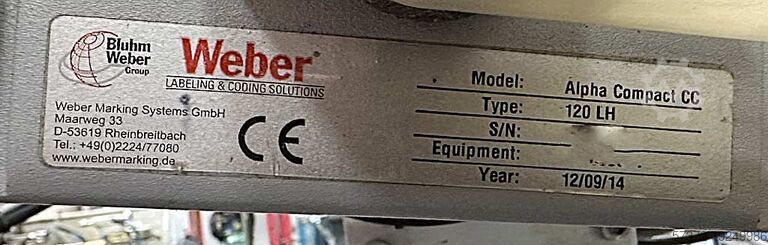 Bluhm
Weber
Group
Weber®
LABELING & CODING SOLUTIONS
Weber Marking Systems GmbH
Maarweg 33
D-53619 Rheinbreitbach
Tel.: +49(0)2224/77080
www.webermarking.de
CE
Model: Alpha Compact CC
Type: 120 LH
S/N:
Equipment:
Year: 12/09/14